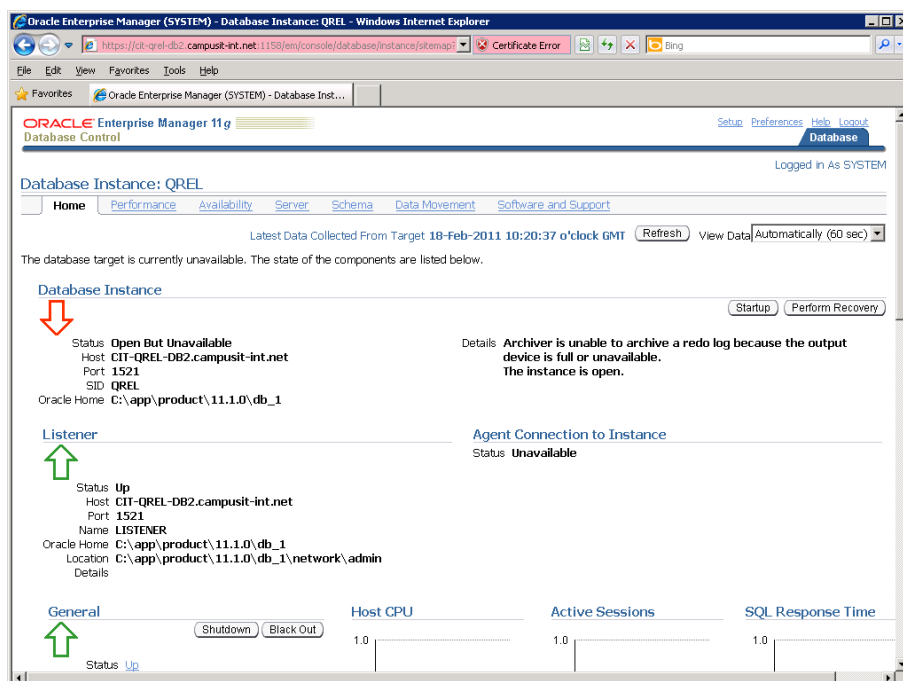 Oracle Enterprise Manager (SYSTEM) - Database Instance: QREL - Windows Internet Explorer
https://cit-qrel-db2.campusit-int.net:1158/em/console/database/instance/sitemap? Certificate Error Bing
File Edit View Favorites Tools Help
Favorites Oracle Enterprise Manager (SYSTEM) - Database Inst...
ORACLE Enterprise Manager 11g
Database Control
Setup Preferences Help Logout
Database
Logged in As SYSTEM
Database Instance: QREL
Home Performance Availability Server Schema Data Movement Software and Support
Latest Data Collected From Target 18-Feb-2011 10:20:37 o'clock GMT Refresh View Data Automatically (60 sec)
The database target is currently unavailable. The state of the components are listed below.
Database Instance
Startup Perform Recovery
Status Open But Unavailable
Host CIT-QREL-DB2.campusit-int.net
Port 1521
SID QREL
Oracle Home C:\app\product\11.1.0\db_1
Details Archiver is unable to archive a redo log because the output
device is full or unavailable.
The instance is open.
Listener
Status Up
Host CIT-QREL-DB2.campusit-int.net
Port 1521
Name LISTENER
Oracle Home C:\app\product\11.1.0\db_1
Location C:\app\product\11.1.0\db_1\network\admin
Details
Agent Connection to Instance
Status Unavailable
General
Shutdown Black Out
Status Up
Host CPU
1.0
Active Sessions
1.0
SQL Response Time
1.0